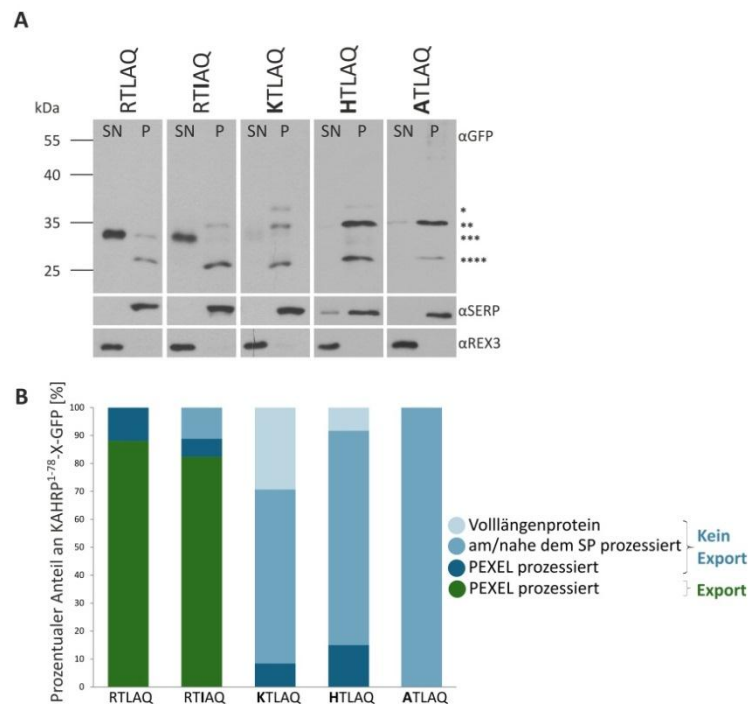 A
RTLAQ RTIAQ KTLAQ HTLAQ ATLAQ
kDa
SN P SN P SN P SN P SN P αGFP
55
40
*
35 **
***
25 ****
αSERP
αREX3
B
Prozentualer Anteil an KAHRP¹⁻⁷⁸-X-GFP [%]
100
90
80
70
60
50
40
30
20
10
0
RTLAQ RTIAQ KTLAQ HTLAQ ATLAQ
Volllängenprotein
am/nahe dem SP prozessiert
PEXEL prozessiert
Kein
Export
PEXEL prozessiert Export